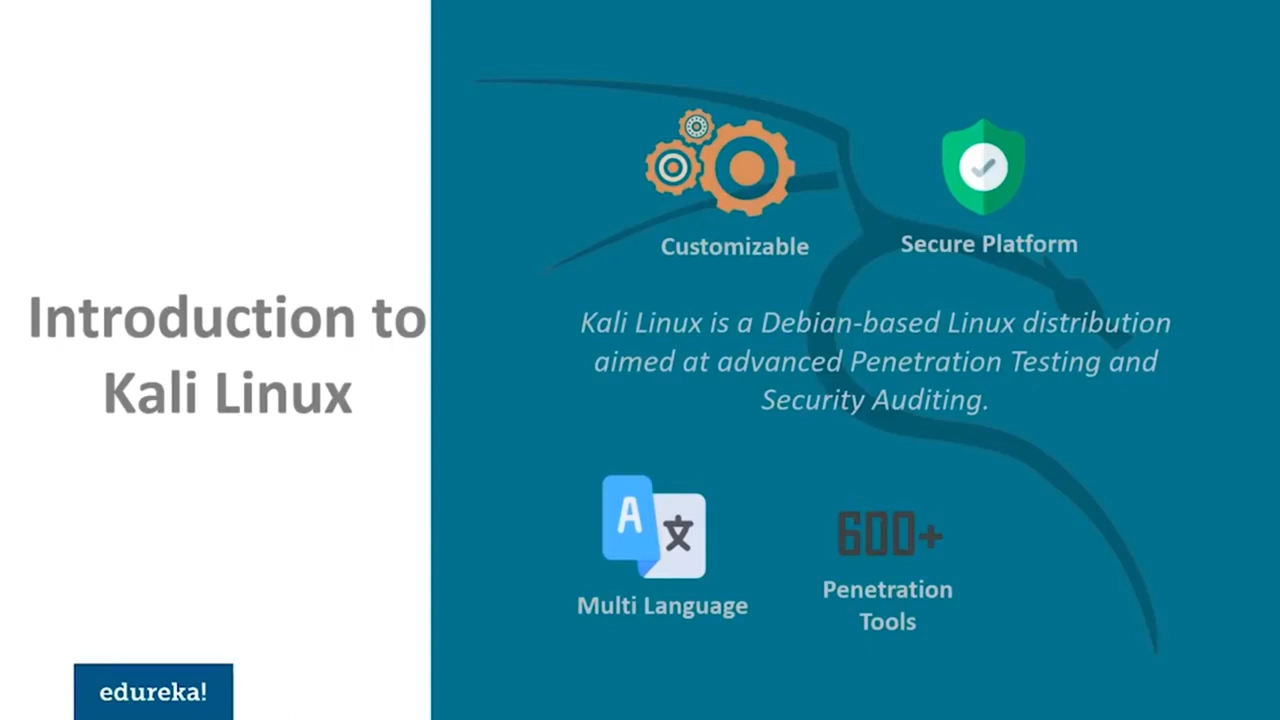 Introduction to
Kali Linux
Customizable
Secure Platform
Kali Linux is a Debian-based Linux distribution
aimed at advanced Penetration Testing and
Security Auditing.
A 文
Multi Language
600+
Penetration
Tools
edureka!